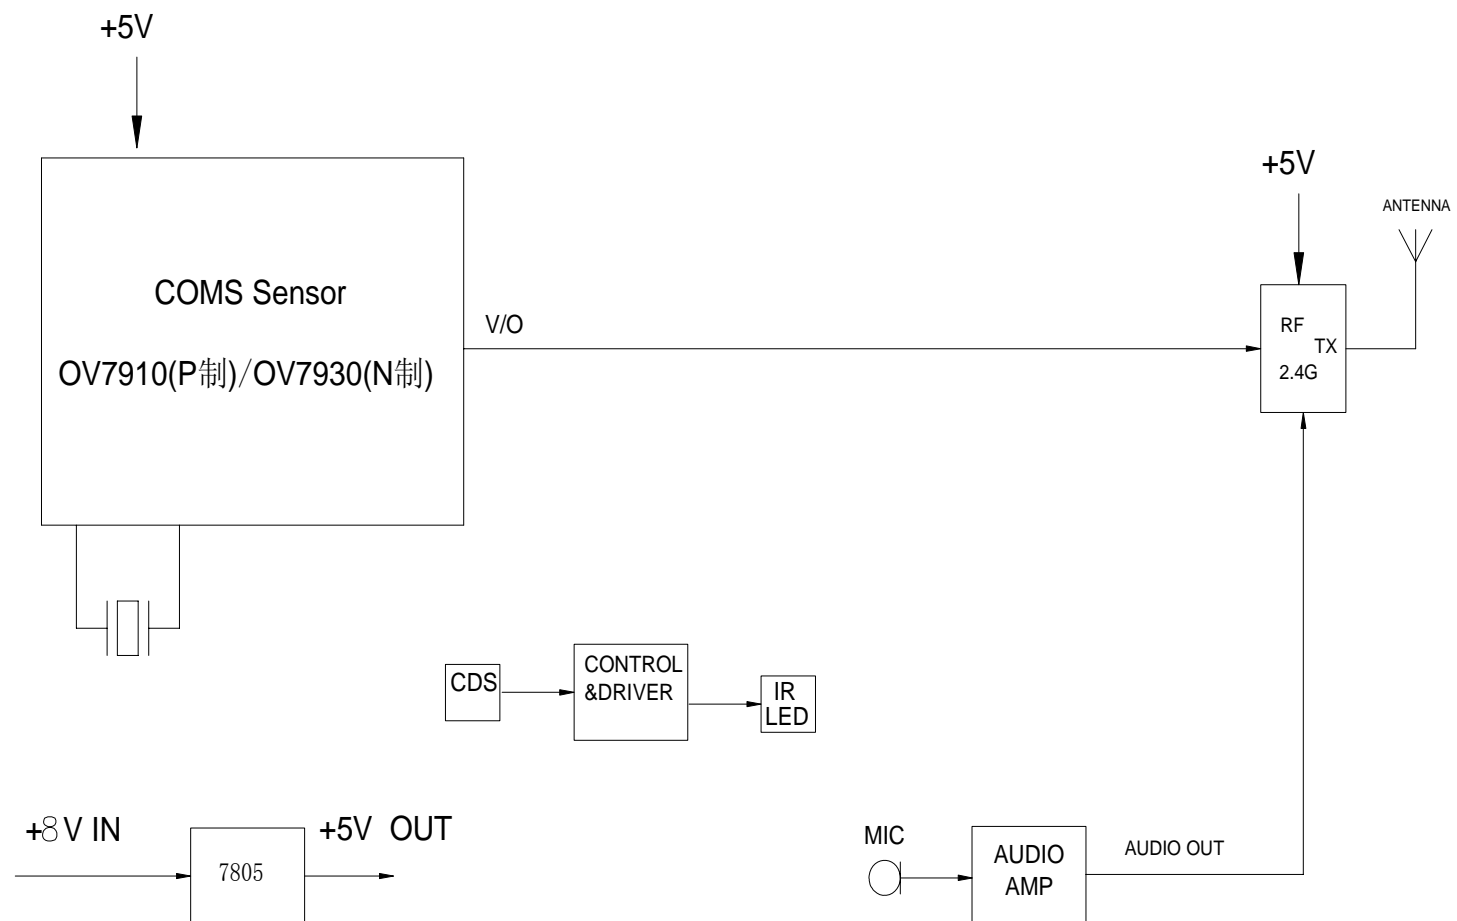 +5V
+5V
ANTENNA
COMS Sensor
RF
V/O
TX
OV7910(P制)/OV7930(N制)
2.4G
CONTROL
CDS
&DRIVER
IR
LED
+8V IN
+5V OUT
MIC
7805
AUDIO
AMP
AUDIO OUT